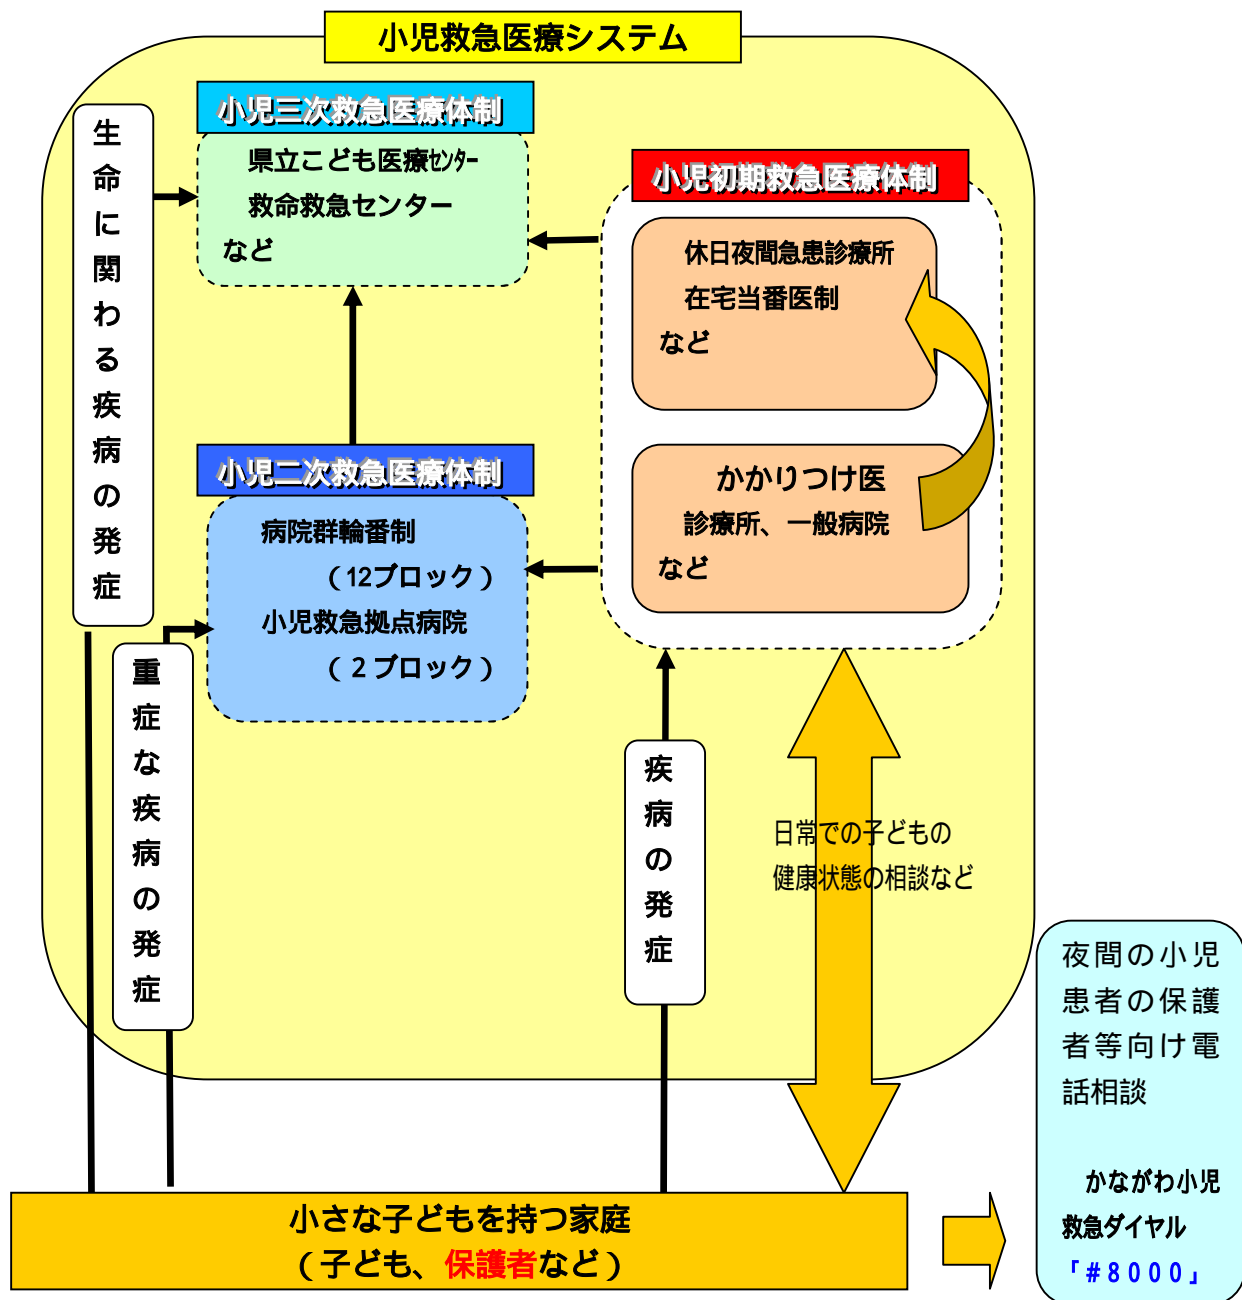 小児救急医療システム
小児三次救急医療体制
県立こども医療ｾﾝﾀｰ
救命救急センター
など
小児初期救急医療体制
休日夜間急患診療所
在宅当番医制
など
かかりつけ医
診療所、一般病院
など
小児二次救急医療体制
病院群輪番制
（12ブロック）
小児救急拠点病院
（２ブロック）
生命に関わる疾病の発症
重症な疾病の発症
疾病の発症
日常での子どもの
健康状態の相談など
小さな子どもを持つ家庭
（子ども、保護者など）
夜間の小児
患者の保護
者等向け電
話相談
かながわ小児
救急ダイヤル
「＃８０００」